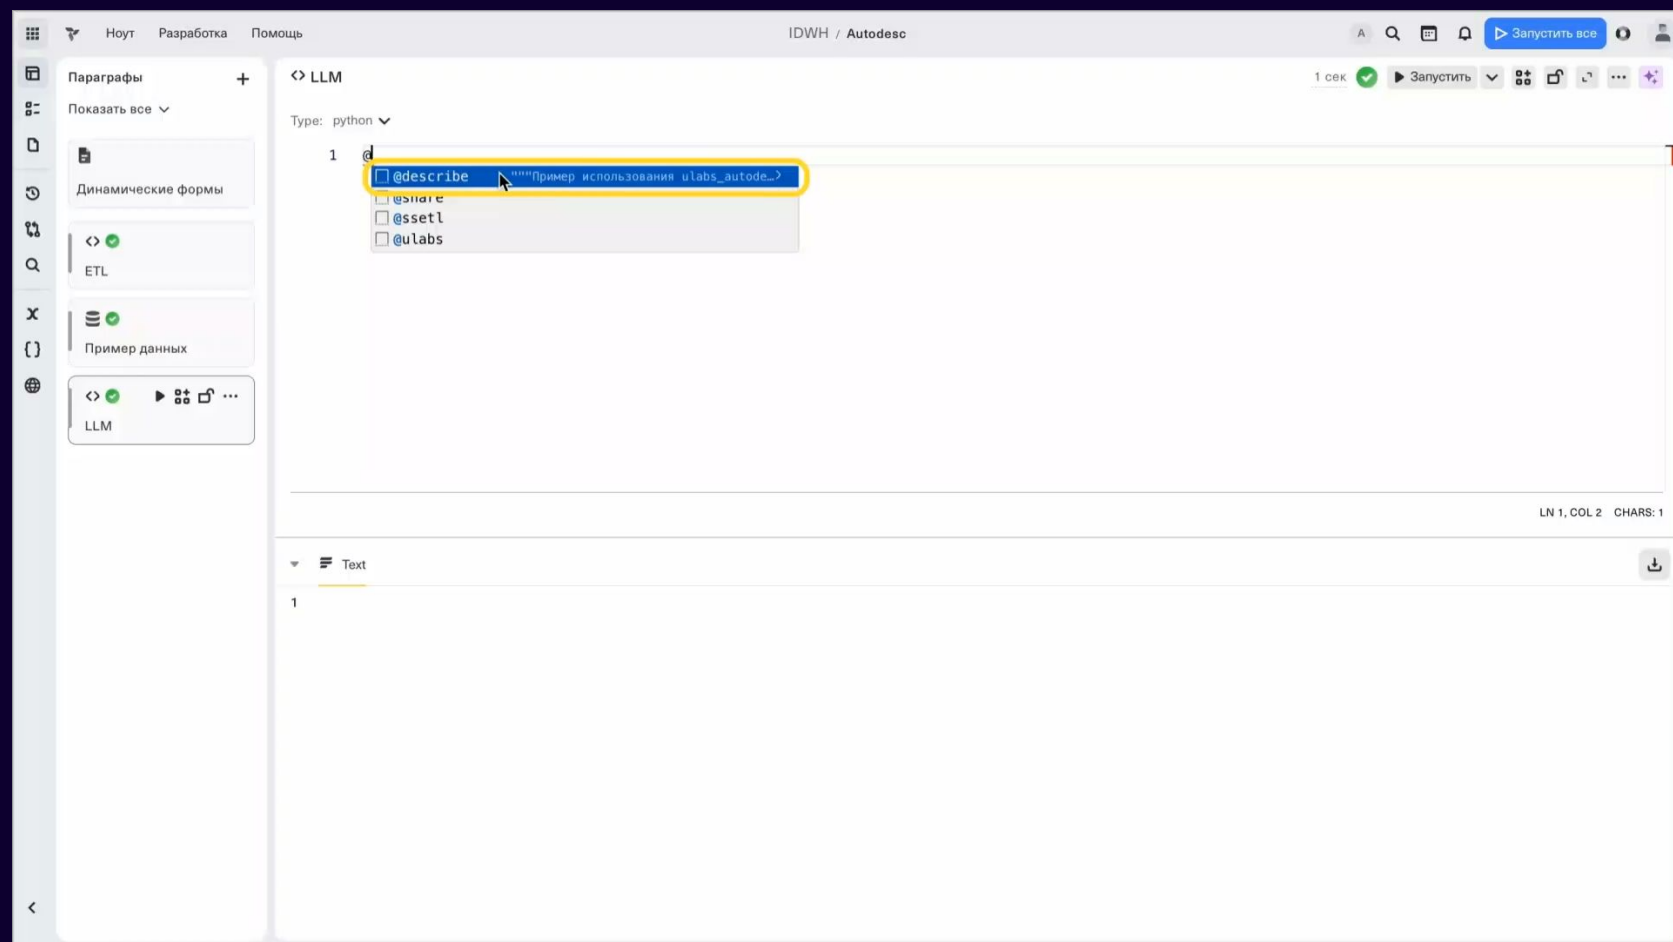 Ноут Разработка Помощь IDWH / Autodesc A Запустить все
Параграфы
Показать все
Динамические формы
ETL
Пример данных
LLM
<> LLM 1 сек Запустить
Type: python
1 @
@describe """Пример использования ulabs_autode…
@share
@ssetl
@ulabs
LN 1, COL 2 CHARS: 1
Text
1